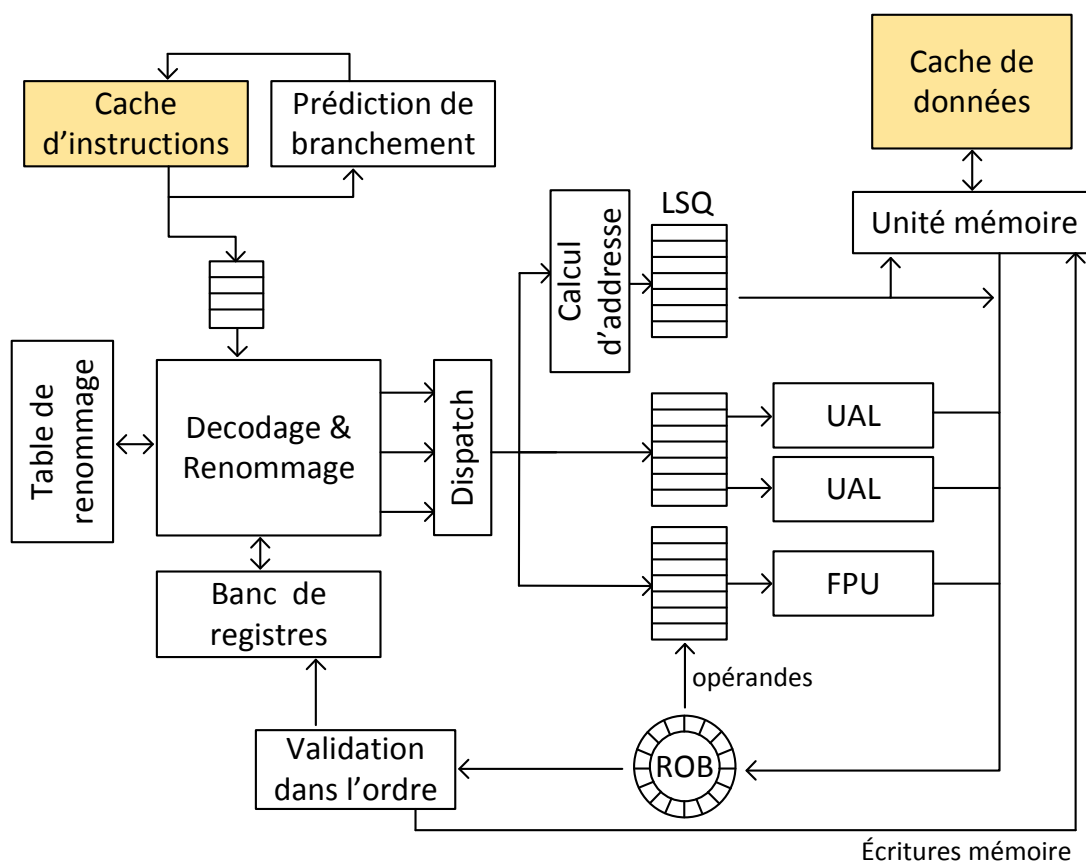 Cache de
données
Cache
d'instructions
Prédiction de
branchement
LSQ
Unité mémoire
Calcul
d'addresse
Table de
renommage
Decodage &
Renommage
Dispatch
UAL
UAL
FPU
Banc de
registres
opérandes
Validation
dans l'ordre
ROB
Écritures mémoire